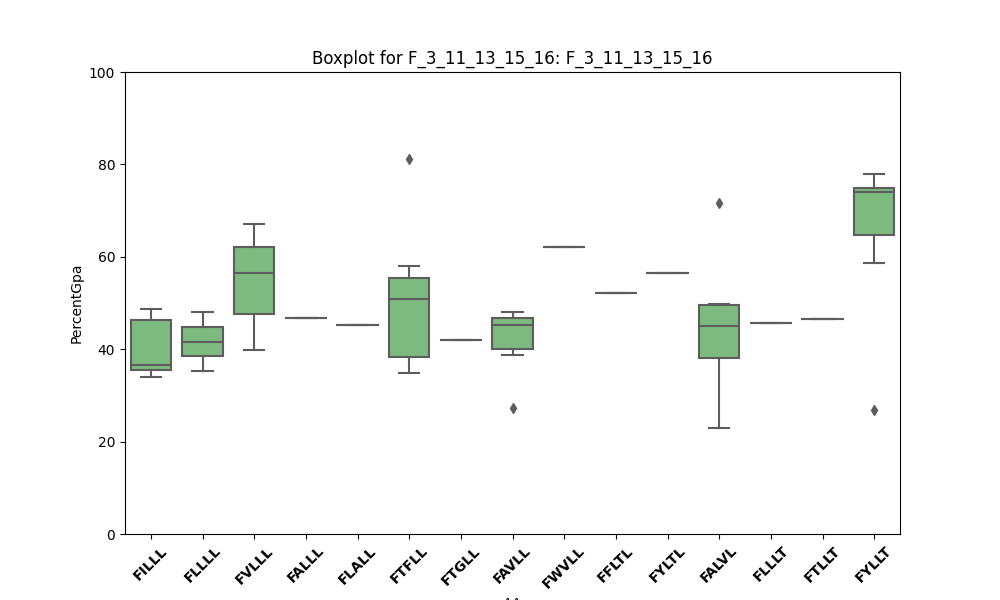 Boxplot for F_3_11_13_15_16: F_3_11_13_15_16
100
80
60
40
20
0
PercentGpa
FILLL FLLLL FVLLL FALLL FLALL FTFLL FTGLL FAVLL FWVLL FFLTL FYLTL FALVL FLLLT FTLLT FYLLT